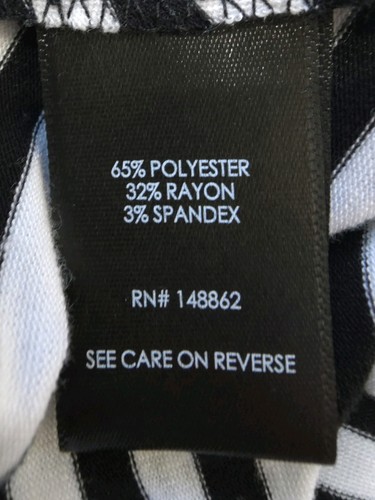 65% POLYESTER
32% RAYON
3% SPANDEX
RN# 148862
SEE CARE ON REVERSE